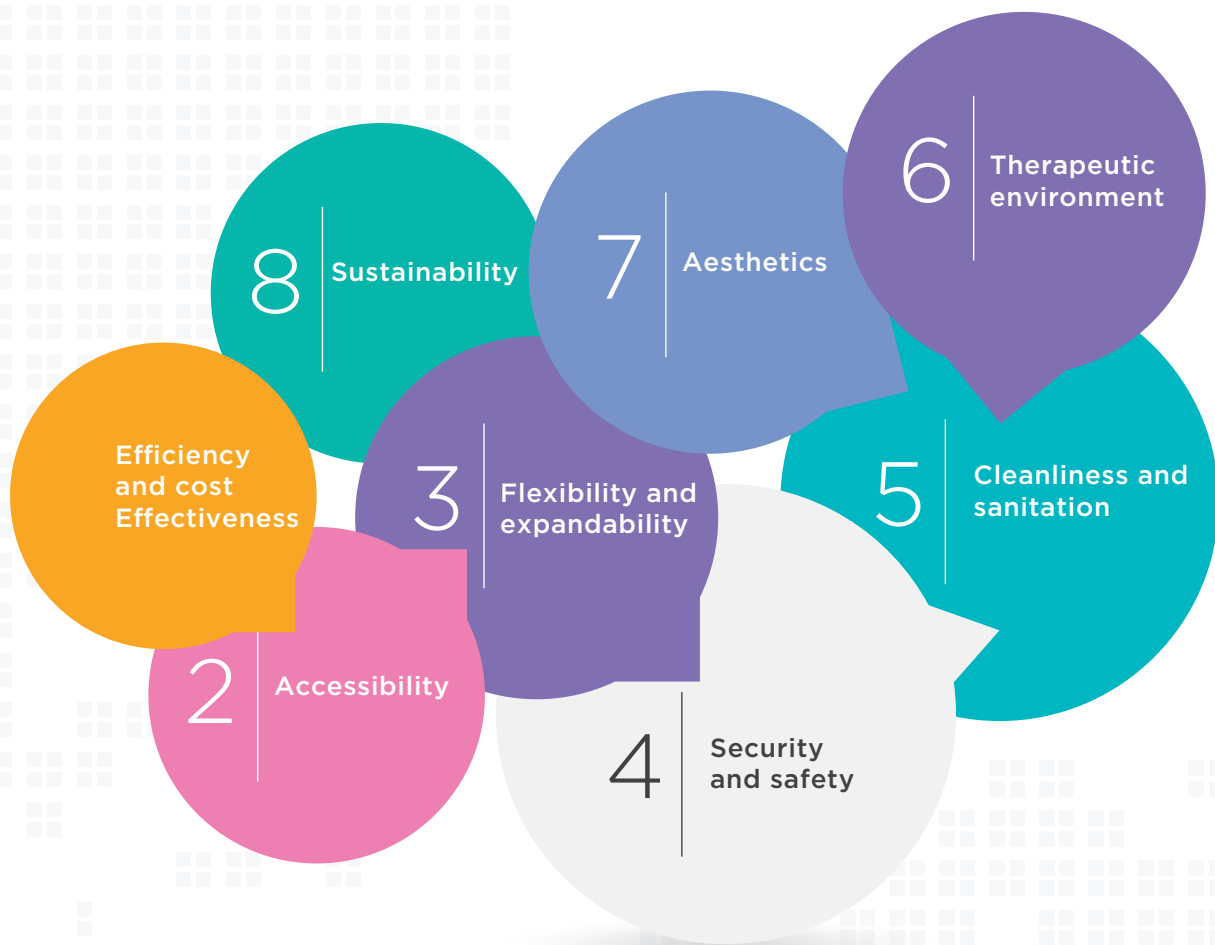 6
Therapeutic
environment
7
Aesthetics
8
Sustainability
Efficiency
and cost
Effectiveness
3
Flexibility and
expandability
5
Cleanliness and
sanitation
2
Accessibility
4
Security
and safety